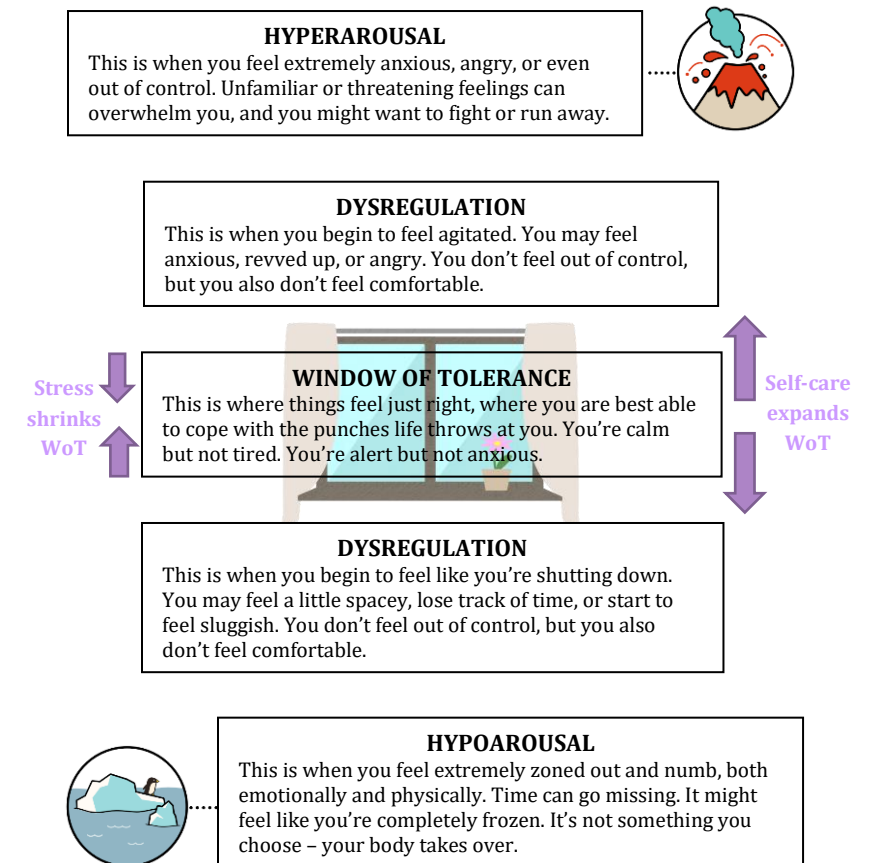 HYPERAROUSAL
This is when you feel extremely anxious, angry, or even
out of control. Unfamiliar or threatening feelings can
overwhelm you, and you might want to fight or run away.
DYSREGULATION
This is when you begin to feel agitated. You may feel
anxious, revved up, or angry. You don’t feel out of control,
but you also don’t feel comfortable.
Stress
shrinks
WoT
WINDOW OF TOLERANCE
This is where things feel just right, where you are best able
to cope with the punches life throws at you. You’re calm
but not tired. You’re alert but not anxious.
Self-care
expands
WoT
DYSREGULATION
This is when you begin to feel like you’re shutting down.
You may feel a little spacey, lose track of time, or start to
feel sluggish. You don’t feel out of control, but you also
don’t feel comfortable.
HYPOAROUSAL
This is when you feel extremely zoned out and numb, both
emotionally and physically. Time can go missing. It might
feel like you’re completely frozen. It’s not something you
choose – your body takes over.